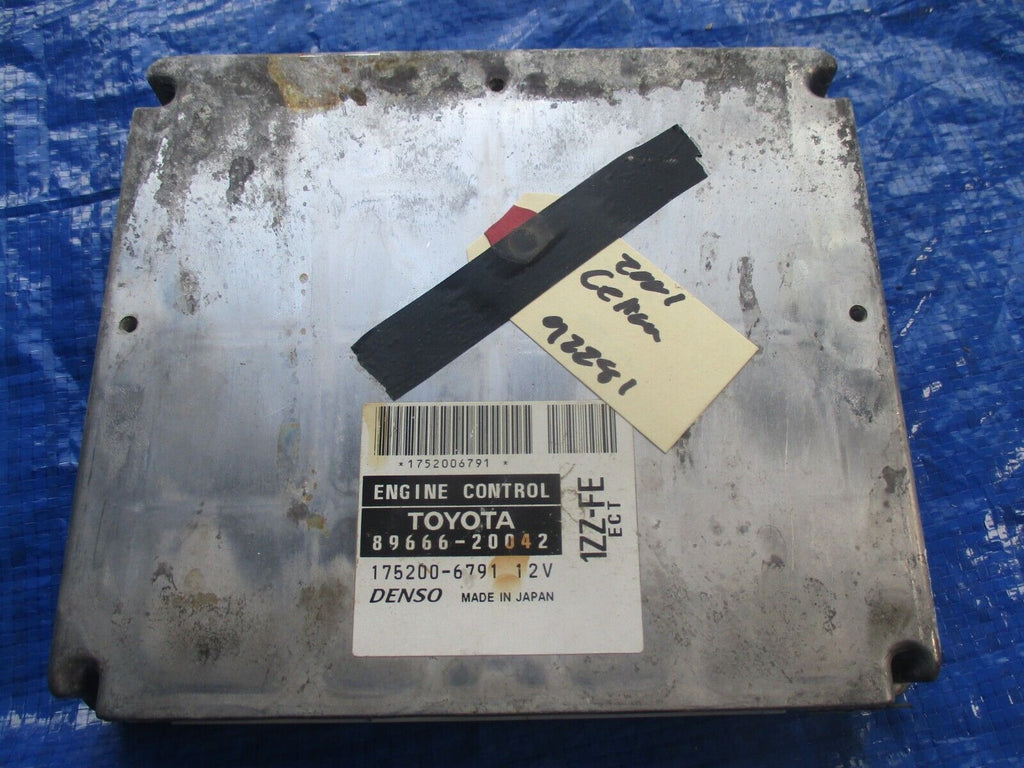 2001
Celica
92281
*1752006791 *
ENGINE CONTROL
TOYOTA
89666-20042
175200-6791 12V
DENSO MADE IN JAPAN
1ZZ-FE
ECT